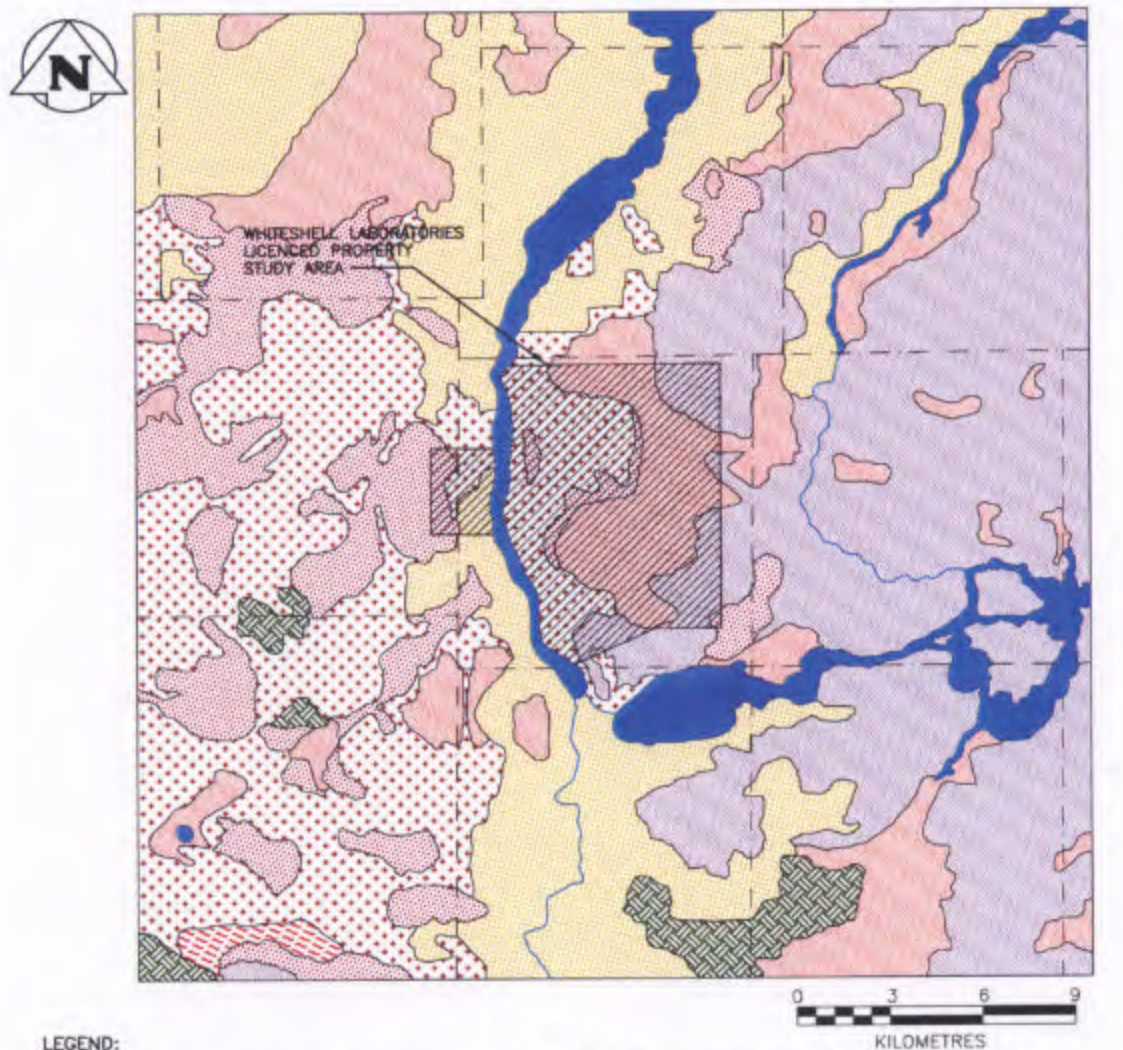 N
WHITESHELL LABORATORIES
LICENCED PROPERTY
STUDY AREA
0 3 6 9
KILOMETRES
LEGEND: